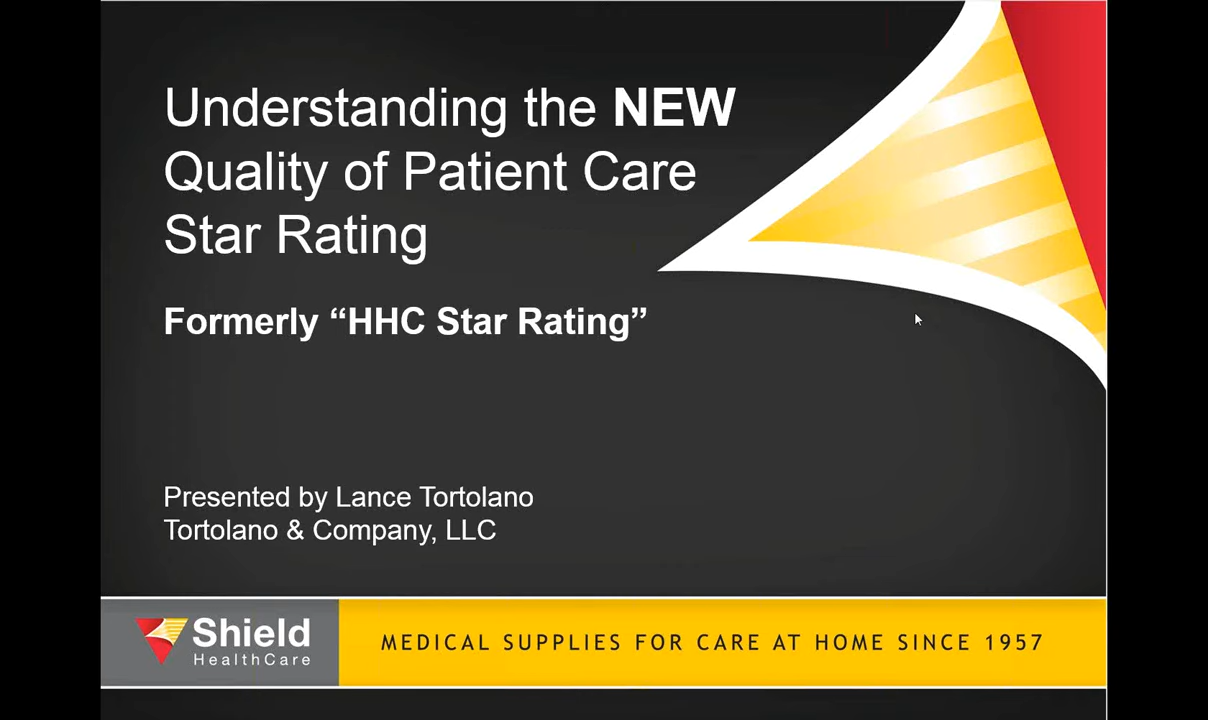 Understanding the NEW
Quality of Patient Care
Star Rating
Formerly “HHC Star Rating”
Presented by Lance Tortolano
Tortolano & Company, LLC
Shield
HealthCare
MEDICAL SUPPLIES FOR CARE AT HOME SINCE 1957